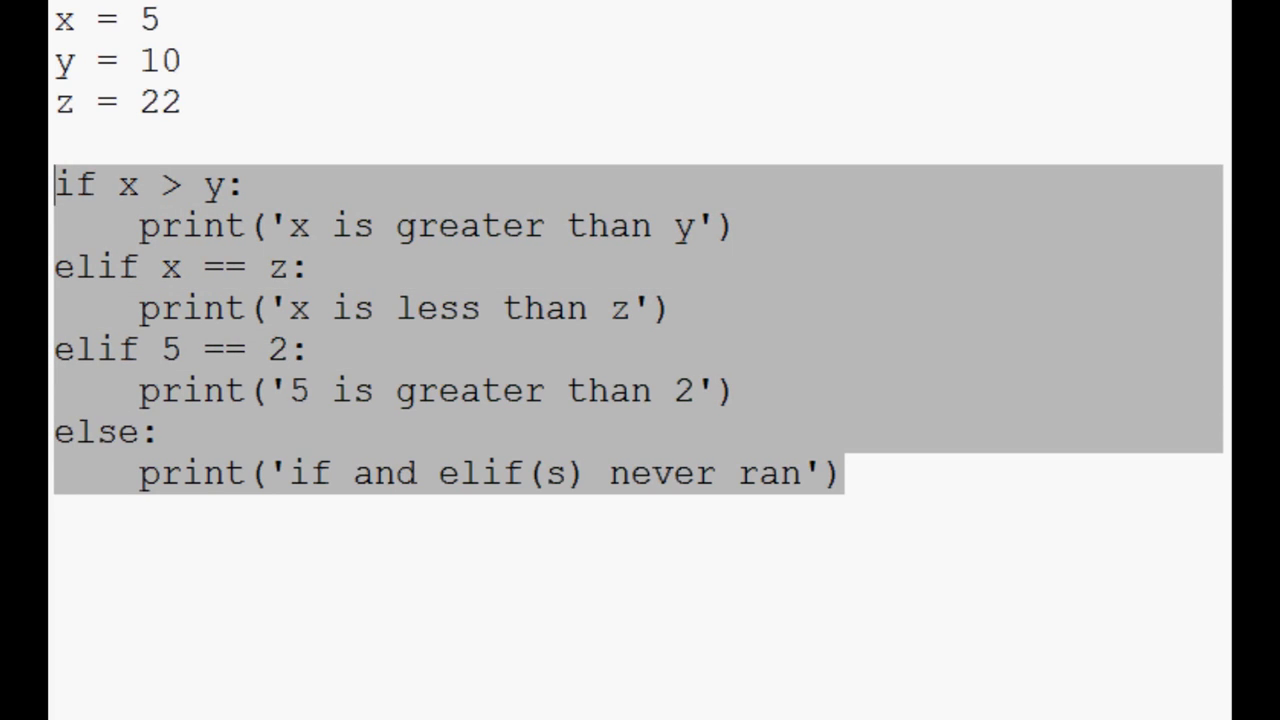 x = 5
y = 10
z = 22
if x > y:
    print('x is greater than y')
elif x == z:
    print('x is less than z')
elif 5 == 2:
    print('5 is greater than 2')
else:
    print('if and elif(s) never ran')